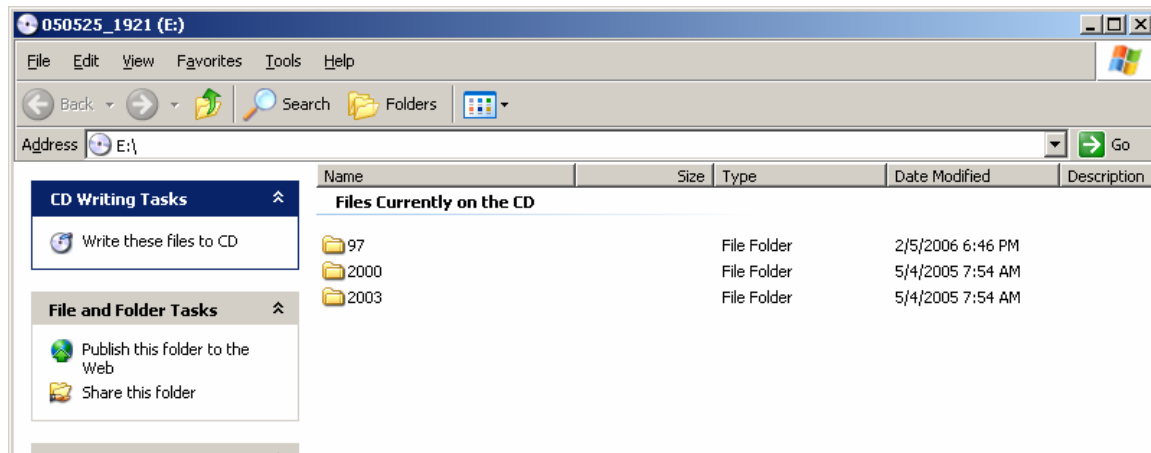 050525_1921 (E:)
File Edit View Favorites Tools Help
Back Search Folders
Address E:\ Go
Name Size Type Date Modified Description
CD Writing Tasks
Files Currently on the CD
Write these files to CD
97 File Folder 2/5/2006 6:46 PM
2000 File Folder 5/4/2005 7:54 AM
2003 File Folder 5/4/2005 7:54 AM
File and Folder Tasks
Publish this folder to the
Web
Share this folder